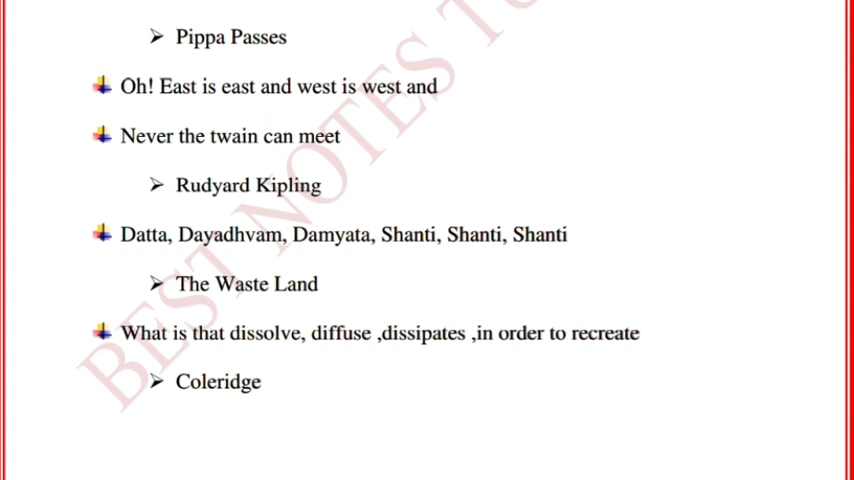 Pippa Passes
Oh! East is east and west is west and
Never the twain can meet
Rudyard Kipling
Datta, Dayadhvam, Damyata, Shanti, Shanti, Shanti
The Waste Land
What is that dissolve, diffuse ,dissipates ,in order to recreate
Coleridge
BEST NOTES